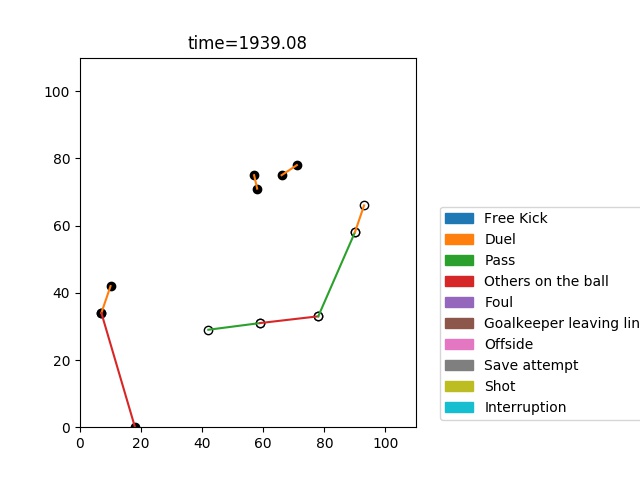 time=1939.08
100
80
60
40
20
0
0 20 40 60 80 100
Free Kick
Duel
Pass
Others on the ball
Foul
Goalkeeper leaving lin
Offside
Save attempt
Shot
Interruption